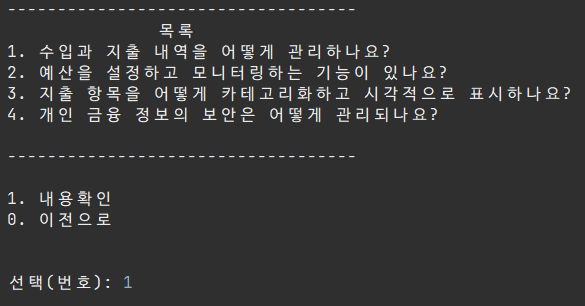 -----------------------------------
목록
1. 수입과 지출 내역을 어떻게 관리하나요?
2. 예산을 설정하고 모니터링하는 기능이 있나요?
3. 지출 항목을 어떻게 카테고리화하고 시각적으로 표시하나요?
4. 개인 금융 정보의 보안은 어떻게 관리되나요?
-----------------------------------
1. 내용확인
0. 이전으로
선택(번호): 1